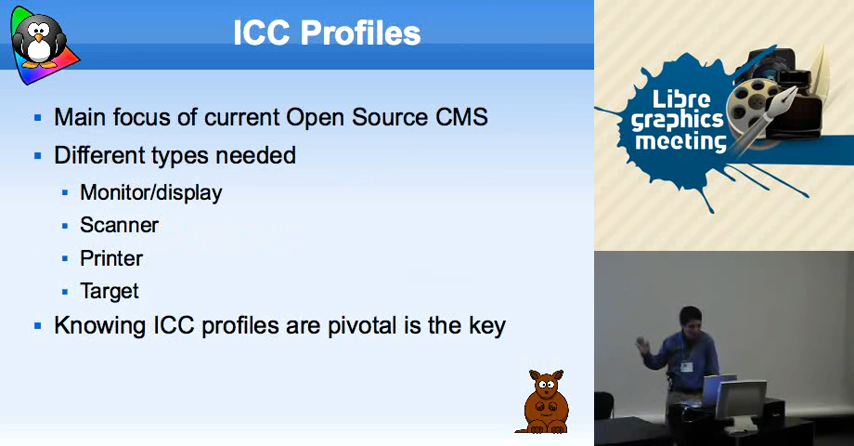 ICC Profiles
Main focus of current Open Source CMS
Different types needed
Monitor/display
Scanner
Printer
Target
Knowing ICC profiles are pivotal is the key
Libre
graphics
meeting